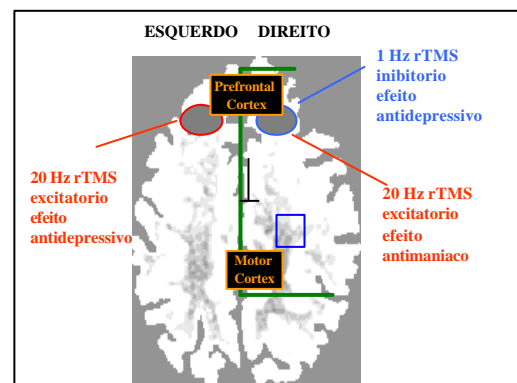 ESQUERDO DIREITO
1 Hz rTMS
inibitorio
efeito
antidepressivo
Prefrontal
Cortex
20 Hz rTMS
excitatorio
efeito
antidepressivo
20 Hz rTMS
excitatorio
efeito
antimaniaco
Motor
Cortex